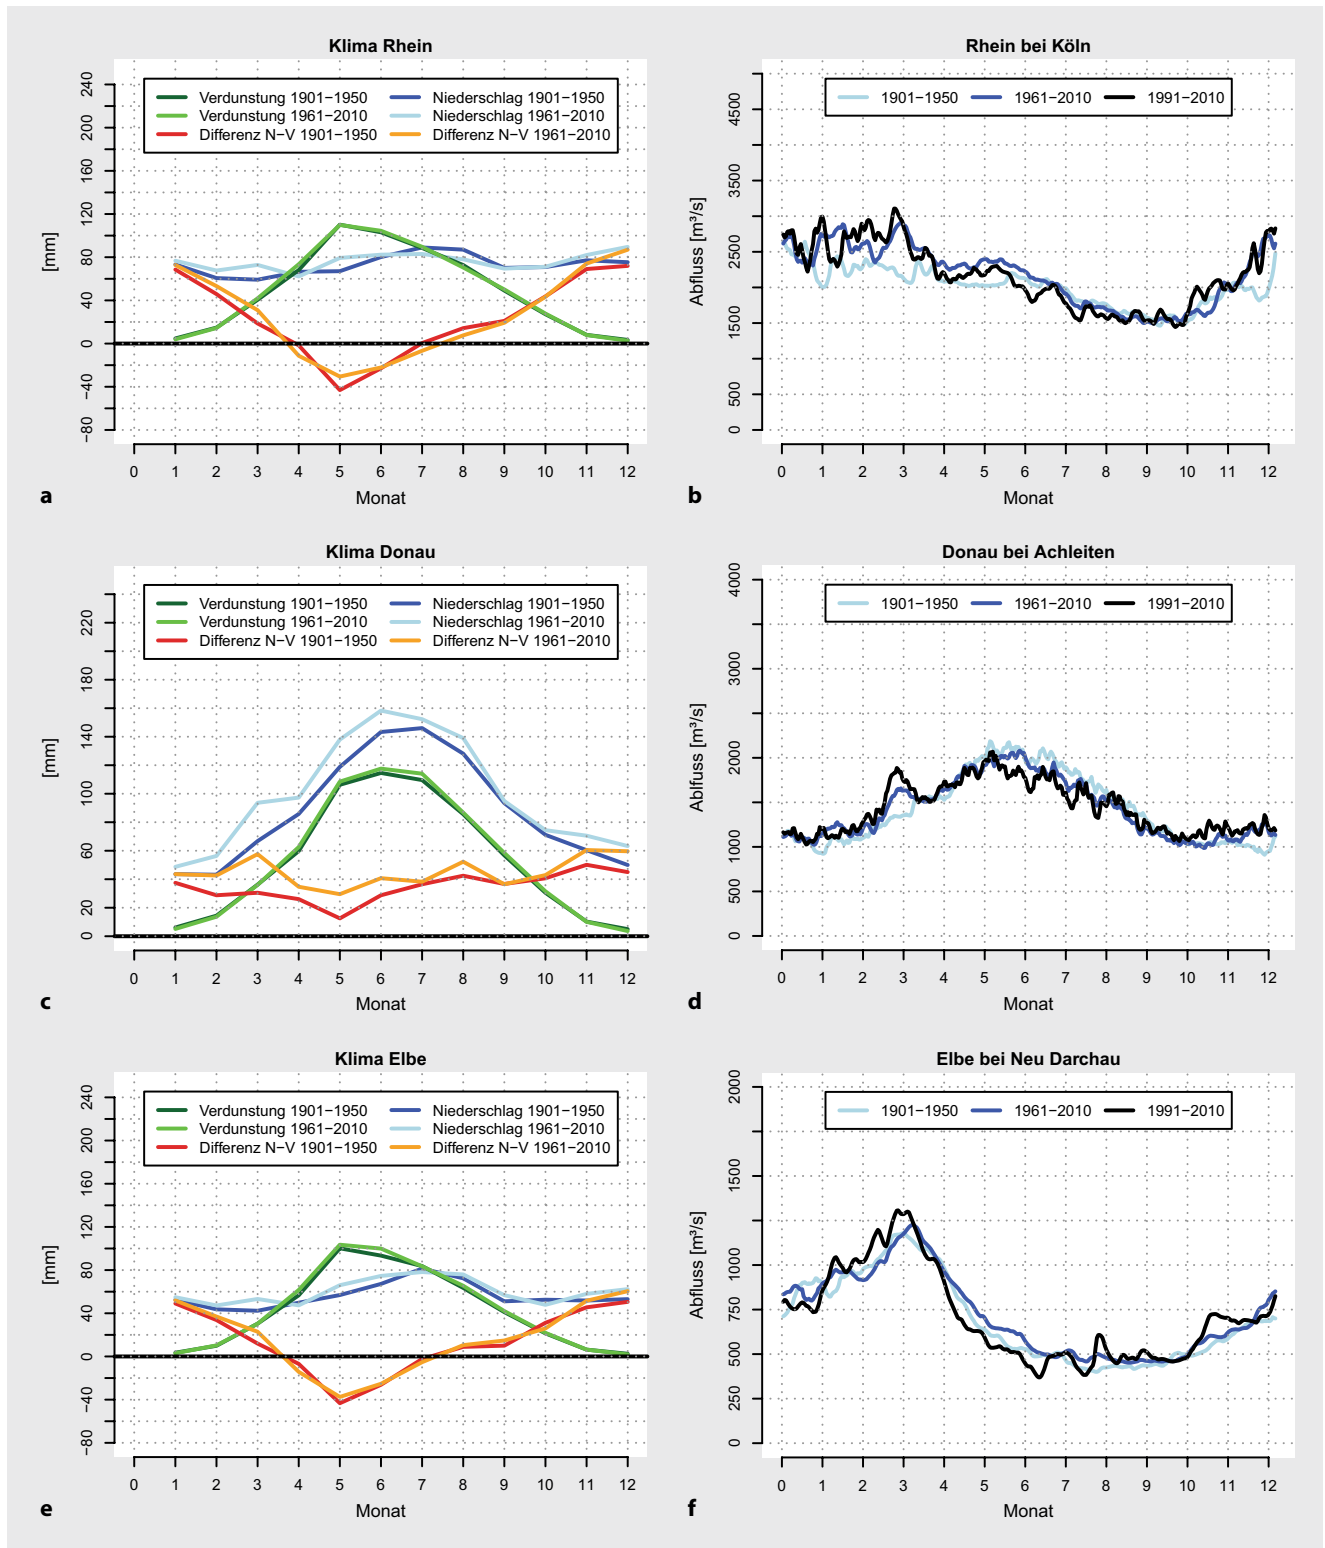 Klima Rhein
Verdunstung 1901–1950
Verdunstung 1961–2010
Differenz N–V 1901–1950
Niederschlag 1901–1950
Niederschlag 1961–2010
Differenz N–V 1961–2010
[mm]
240
200
160
120
80
40
0
−40
−80
0 1 2 3 4 5 6 7 8 9 10 11 12
Monat
a
Rhein bei Köln
1901–1950 1961–2010 1991–2010
Abfluss [m³/s]
4500
3500
2500
1500
500
0
0 1 2 3 4 5 6 7 8 9 10 11 12
Monat
b
Klima Donau
Verdunstung 1901–1950
Verdunstung 1961–2010
Differenz N–V 1901–1950
Niederschlag 1901–1950
Niederschlag 1961–2010
Differenz N–V 1961–2010
[mm]
220
180
140
100
60
20
0
0 1 2 3 4 5 6 7 8 9 10 11 12
Monat
c
Donau bei Achleiten
1901–1950 1961–2010 1991–2010
Ablfuss [m³/s]
4000
3000
2000
1000
500
0
0 1 2 3 4 5 6 7 8 9 10 11 12
Monat
d
Klima Elbe
Verdunstung 1901–1950
Verdunstung 1961–2010
Differenz N–V 1901–1950
Niederschlag 1901–1950
Niederschlag 1961–2010
Differenz N–V 1961–2010
[mm]
240
200
160
120
80
40
0
−40
−80
0 1 2 3 4 5 6 7 8 9 10 11 12
Monat
e
Elbe bei Neu Darchau
1901–1950 1961–2010 1991–2010
Abfluss [m³/s]
2000
1500
1000
750
500
250
0
0 1 2 3 4 5 6 7 8 9 10 11 12
Monat
f